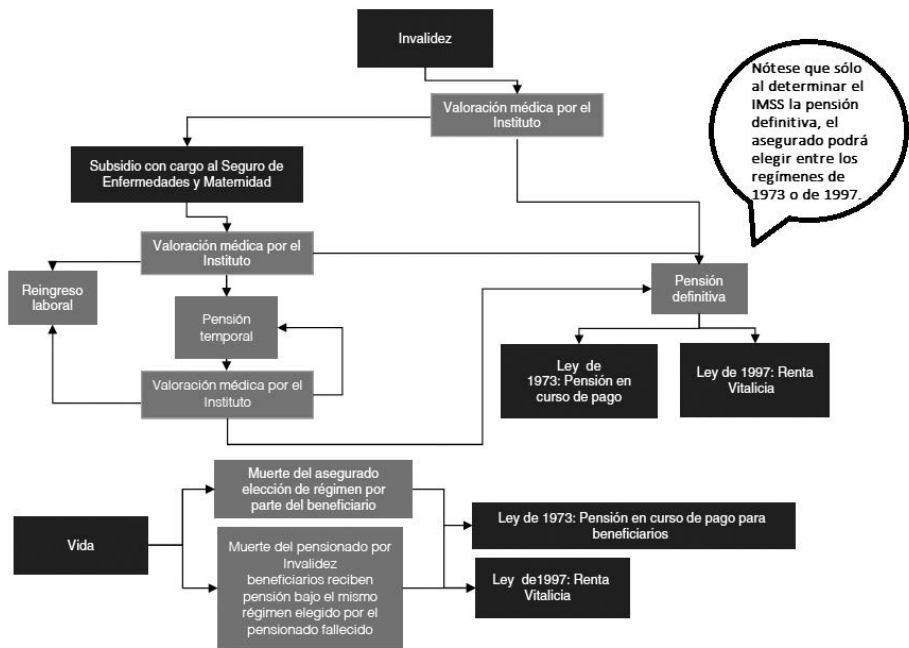 Invalidez
Nótese que sólo
al determinar el
IMSS la pensión
definitiva, el
asegurado podrá
elegir entre los
regímenes de
1973 o de 1997.
Valoración médica por el
Instituto
Subsidio con cargo al Seguro de
Enfermedades y Maternidad
Valoración médica por el
Instituto
Reingreso
laboral
Pensión
temporal
Valoración médica por el
Instituto
Pensión
definitiva
Ley de
1973: Pensión en
curso de pago
Ley de 1997: Renta
Vitalicia
Vida
Muerte del asegurado
elección de régimen por
parte del beneficiario
Muerte del pensionado por
Invalidez
beneficiarios reciben
pensión bajo el mismo
régimen elegido por el
pensionado fallecido
Ley de 1973: Pensión en curso de pago para
beneficiarios
Ley de1997: Renta
Vitalicia